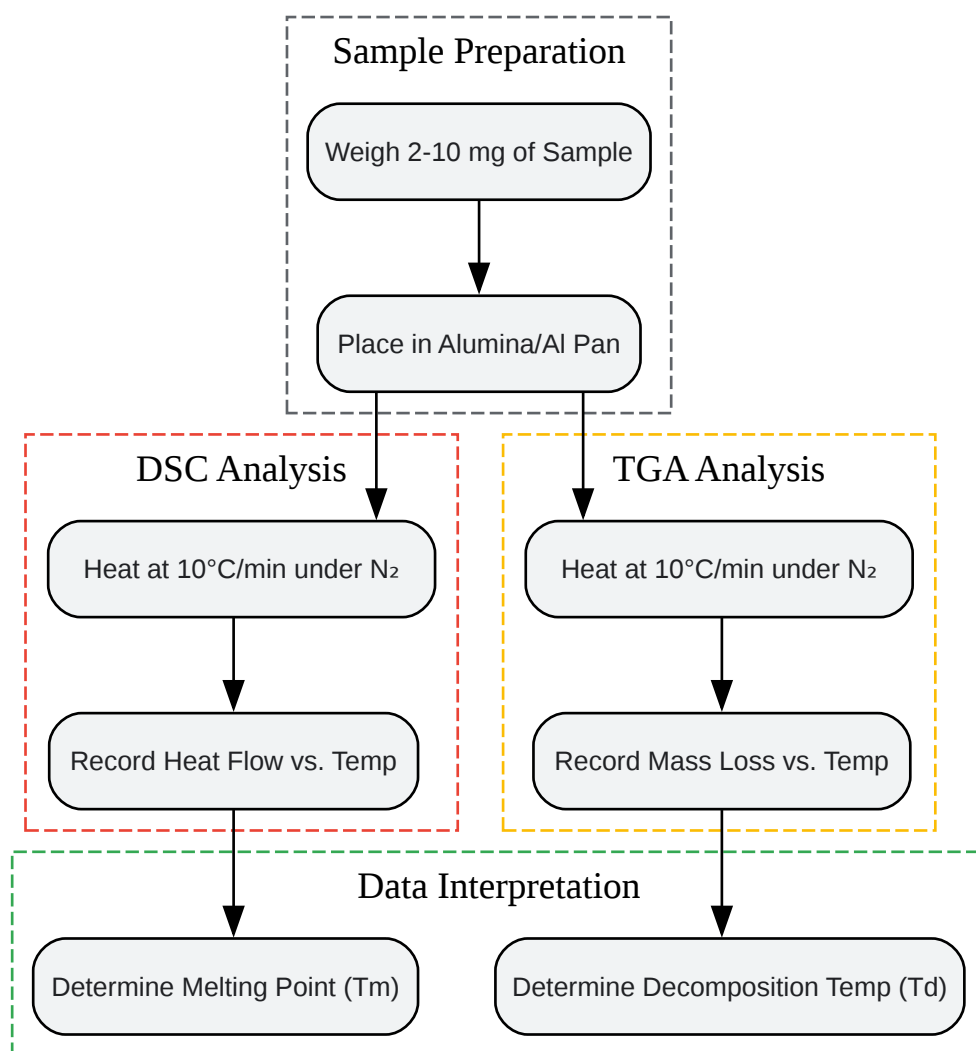 Sample Preparation
Weigh 2-10 mg of Sample
Place in Alumina/Al Pan
DSC Analysis
Heat at 10°C/min under N₂
Record Heat Flow vs. Temp
TGA Analysis
Heat at 10°C/min under N₂
Record Mass Loss vs. Temp
Data Interpretation
Determine Melting Point (Tm)
Determine Decomposition Temp (Td)